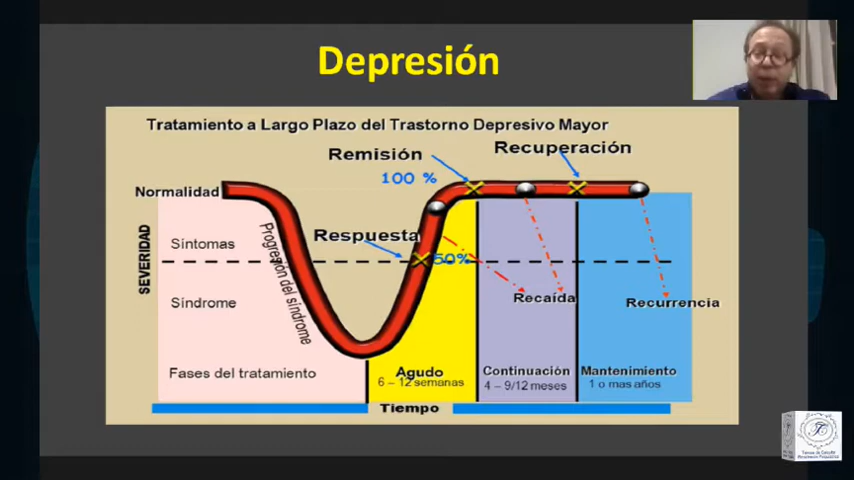 Depresión
Tratamiento a Largo Plazo del Trastorno Depresivo Mayor
Remisión
Recuperación
100 %
Normalidad
SEVERIDAD
Síntomas
Progresión del síndrome
Respuesta
50%
Síndrome
Recaída
Recurrencia
Fases del tratamiento
Agudo
6 – 12 semanas
Continuación
4 – 9/12 meses
Mantenimiento
1 o mas años
Tiempo